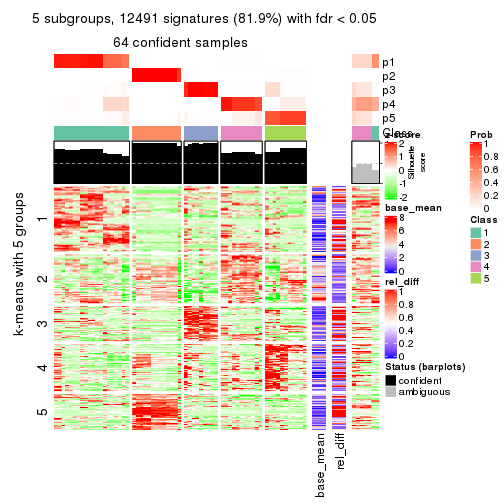 5 subgroups, 12491 signatures (81.9%) with fdr < 0.05
64 confident samples
p1
p2
p3
p4
p5
Class
Silhouette
score
k-means with 5 groups
1
2
3
4
5
base_mean
rel_diff
z-score
2
1
0
-1
-2
base_mean
8
6
4
2
0
rel_diff
1
0.8
0.6
0.4
0.2
0
Status (barplots)
confident
ambiguous
Prob
1
0.8
0.6
0.4
0.2
0
Class
1
2
3
4
5